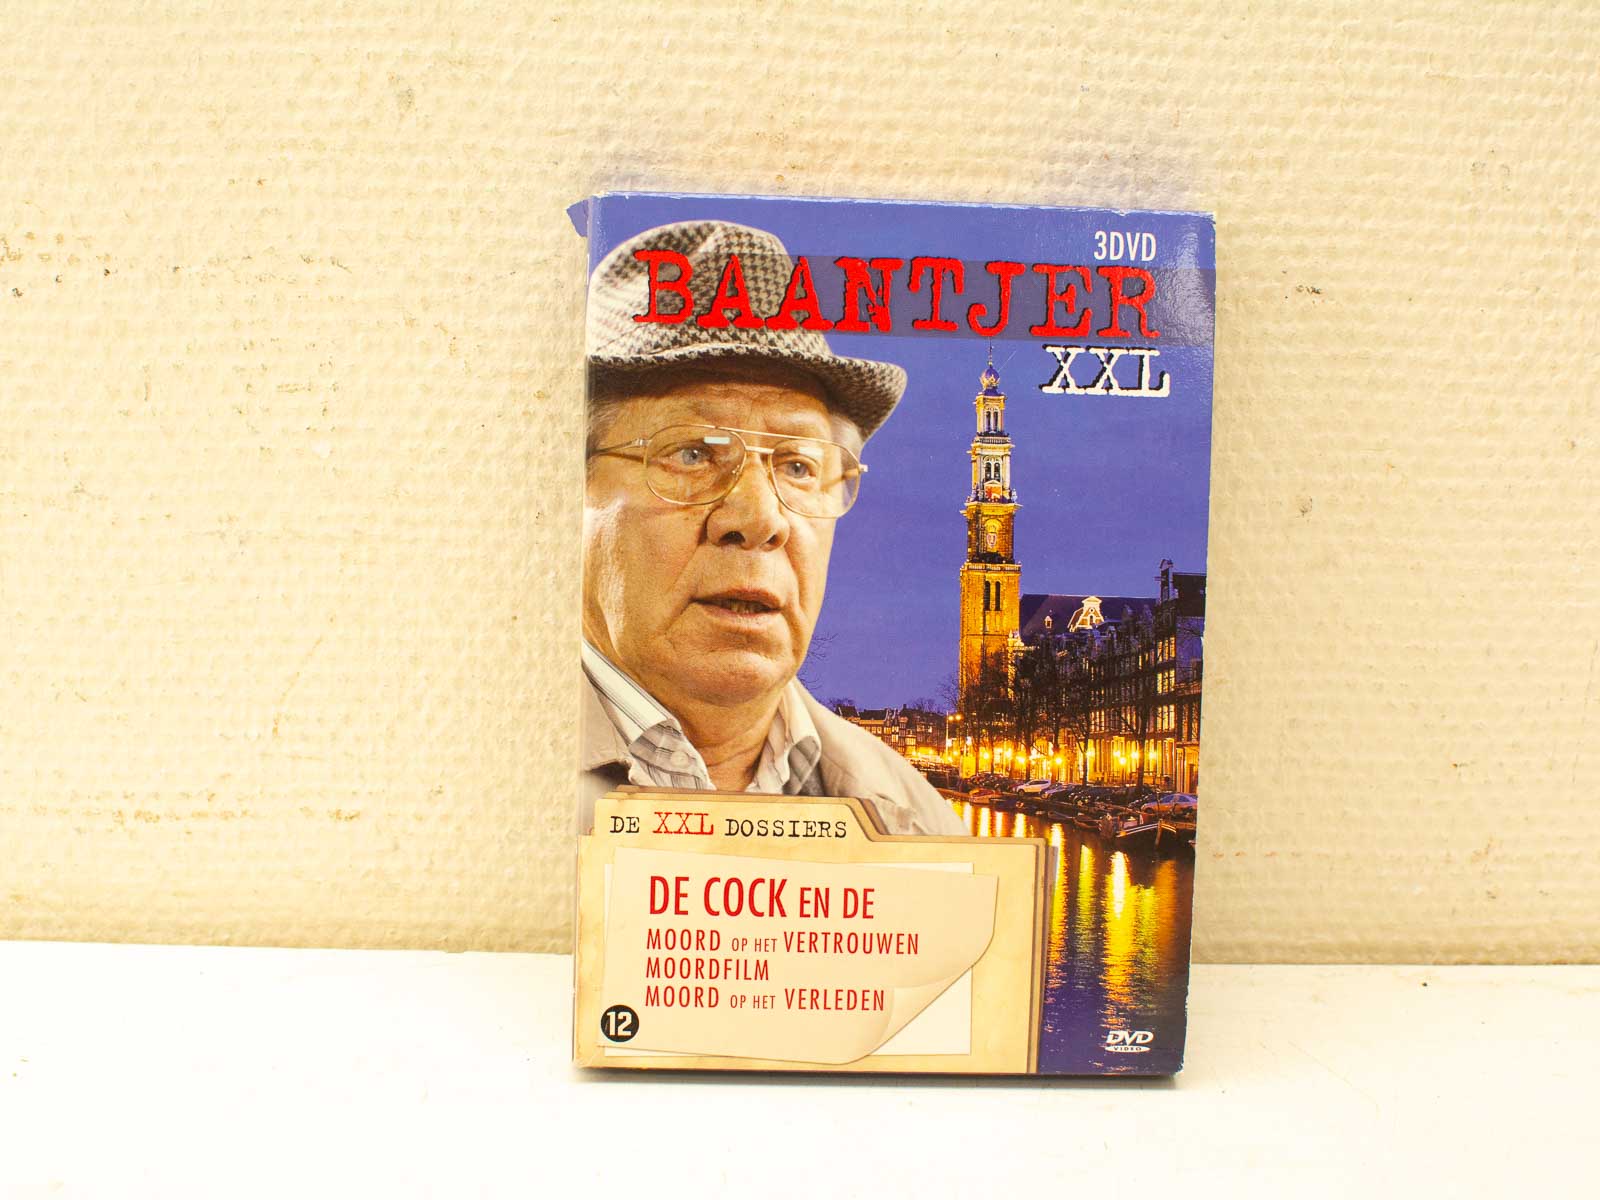 3DVD
BAANTJER
XXL
DE XXL DOSSIERS
DE COCK EN DE
MOORD OP HET VERTROUWEN
MOORDFILM
MOORD OP HET VERLEDEN
12
DVD
VIDEO